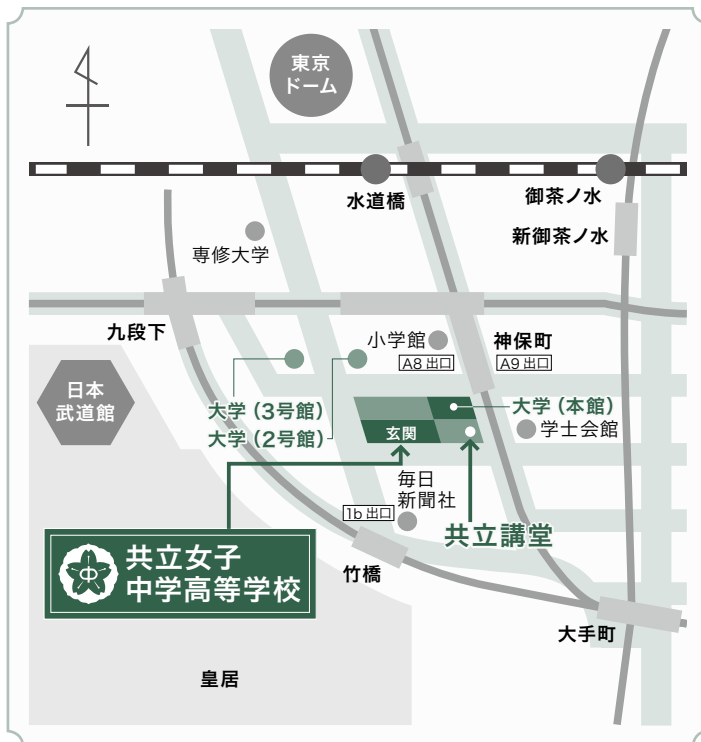 東京
ドーム
水道橋
御茶ノ水
新御茶ノ水
専修大学
九段下
小学館
神保町
A8 出口
A9 出口
日本
武道館
大学（3号館）
大学（2号館）
大学（本館）
玄関
学士会館
毎日
新聞社
1b 出口
共立講堂
中
共立女子
中学高等学校
竹橋
大手町
皇居